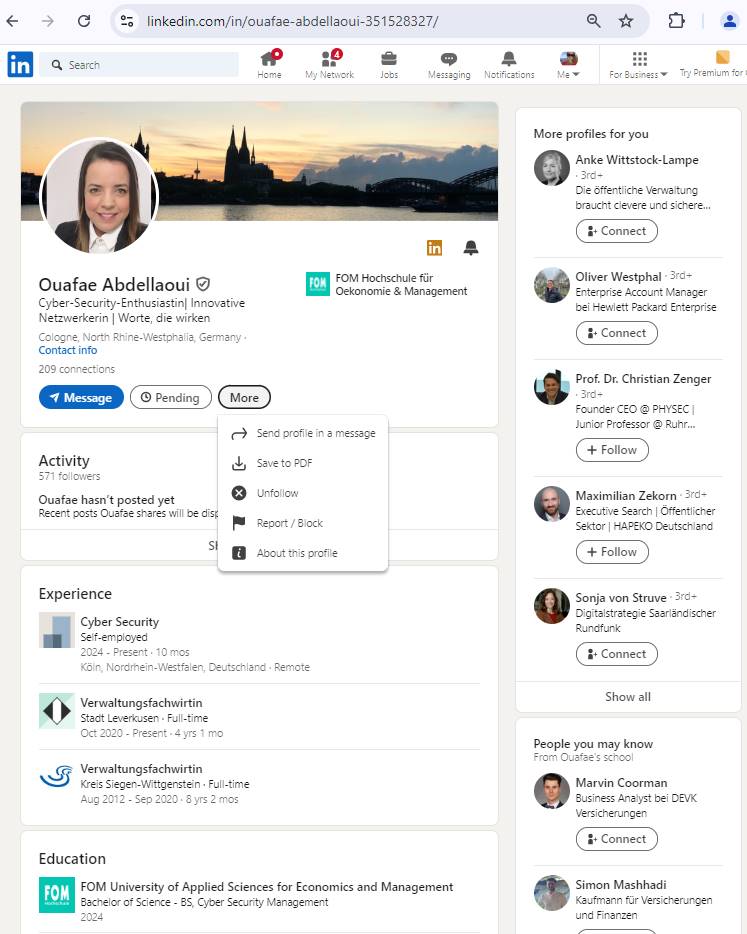 linkedin.com/in/ouafae-abdellaoui-351528327/
in
Search
Home
4
My Network
Jobs
Messaging
Notifications
Me
For Business
Try Premium for
in
Ouafae Abdellaoui
Cyber-Security-Enthusiastin| Innovative
Netzwerkerin | Worte, die wirken
Cologne, North Rhine-Westphalia, Germany ·
Contact info
209 connections
FOM
Hochschule
FOM Hochschule für
Oekonomie & Management
Message
Pending
More
Send profile in a message
Save to PDF
Unfollow
Report / Block
About this profile
Activity
571 followers
Ouafae hasn't posted yet
Recent posts Ouafae shares will be disp
Experience
Cyber Security
Self-employed
2024 - Present · 10 mos
Köln, Nordrhein-Westfalen, Deutschland · Remote
Verwaltungsfachwirtin
Stadt Leverkusen · Full-time
Oct 2020 - Present · 4 yrs 1 mo
Verwaltungsfachwirtin
Kreis Siegen-Wittgenstein · Full-time
Aug 2012 - Sep 2020 · 8 yrs 2 mos
Education
FOM
Hochschule
FOM University of Applied Sciences for Economics and Management
Bachelor of Science - BS, Cyber Security Management
2024
More profiles for you
Anke Wittstock-Lampe
· 3rd+
Die öffentliche Verwaltung
braucht clevere und sichere...
Connect
Oliver Westphal · 3rd+
Enterprise Account Manager
bei Hewlett Packard Enterprise
Connect
Prof. Dr. Christian Zenger
· 3rd+
Founder CEO @ PHYSEC |
Junior Professor @ Ruhr...
Follow
Maximilian Zekorn · 3rd+
Executive Search | Öffentlicher
Sektor | HAPEKO Deutschland
Follow
Sonja von Struve · 3rd+
Digitalstrategie Saarländischer
Rundfunk
Connect
Show all
People you may know
From Ouafae's school
Marvin Coorman
Business Analyst bei DEVK
Versicherungen
Connect
Simon Mashhadi
Kaufmann für Versicherungen
und Finanzen